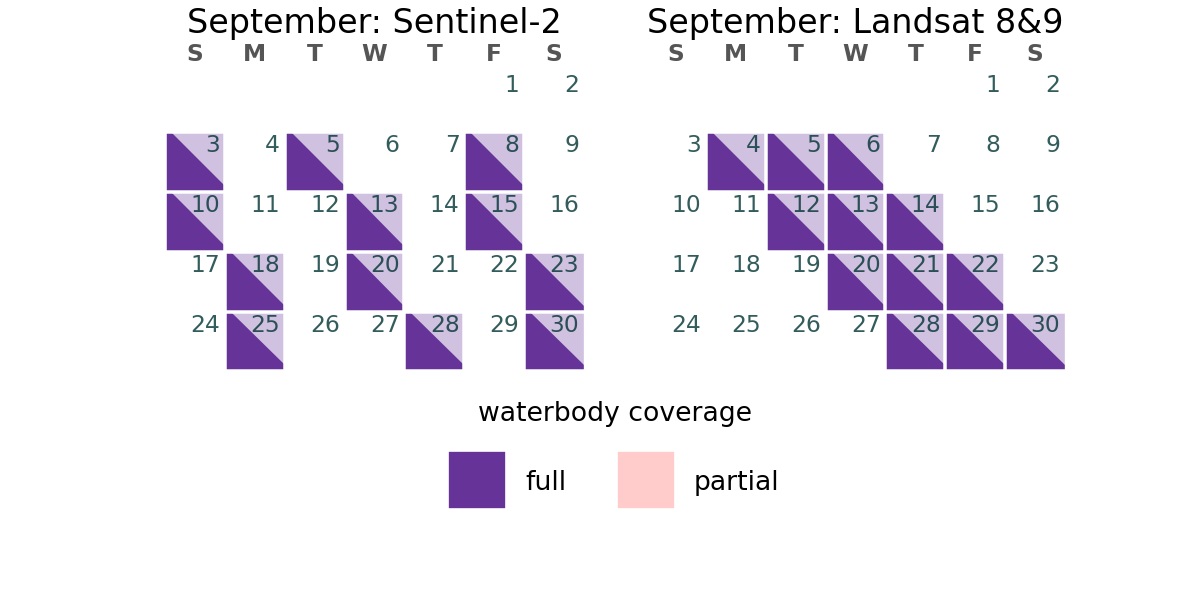 September: Sentinel-2
S M T W T F S
1 2
3 4 5 6 7 8 9
10 11 12 13 14 15 16
17 18 19 20 21 22 23
24 25 26 27 28 29 30
September: Landsat 8&9
S M T W T F S
1 2
3 4 5 6 7 8 9
10 11 12 13 14 15 16
17 18 19 20 21 22 23
24 25 26 27 28 29 30
waterbody coverage
full partial